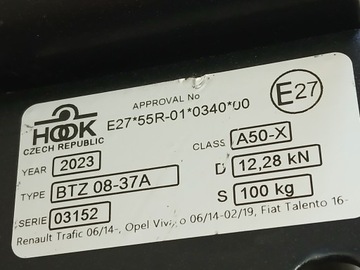 APPROVAL No
E27*55R-01*0340*00
E27
HOOK
CZECH REPUBLIC
YEAR 2023
CLASS A50-X
TYPE BTZ 08-37A
D 12,28 kN
SERIE 03152
S 100 kg
Renault Trafic 06/14-, Opel Vivaro 06/14-02/19, Fiat Talento 16-